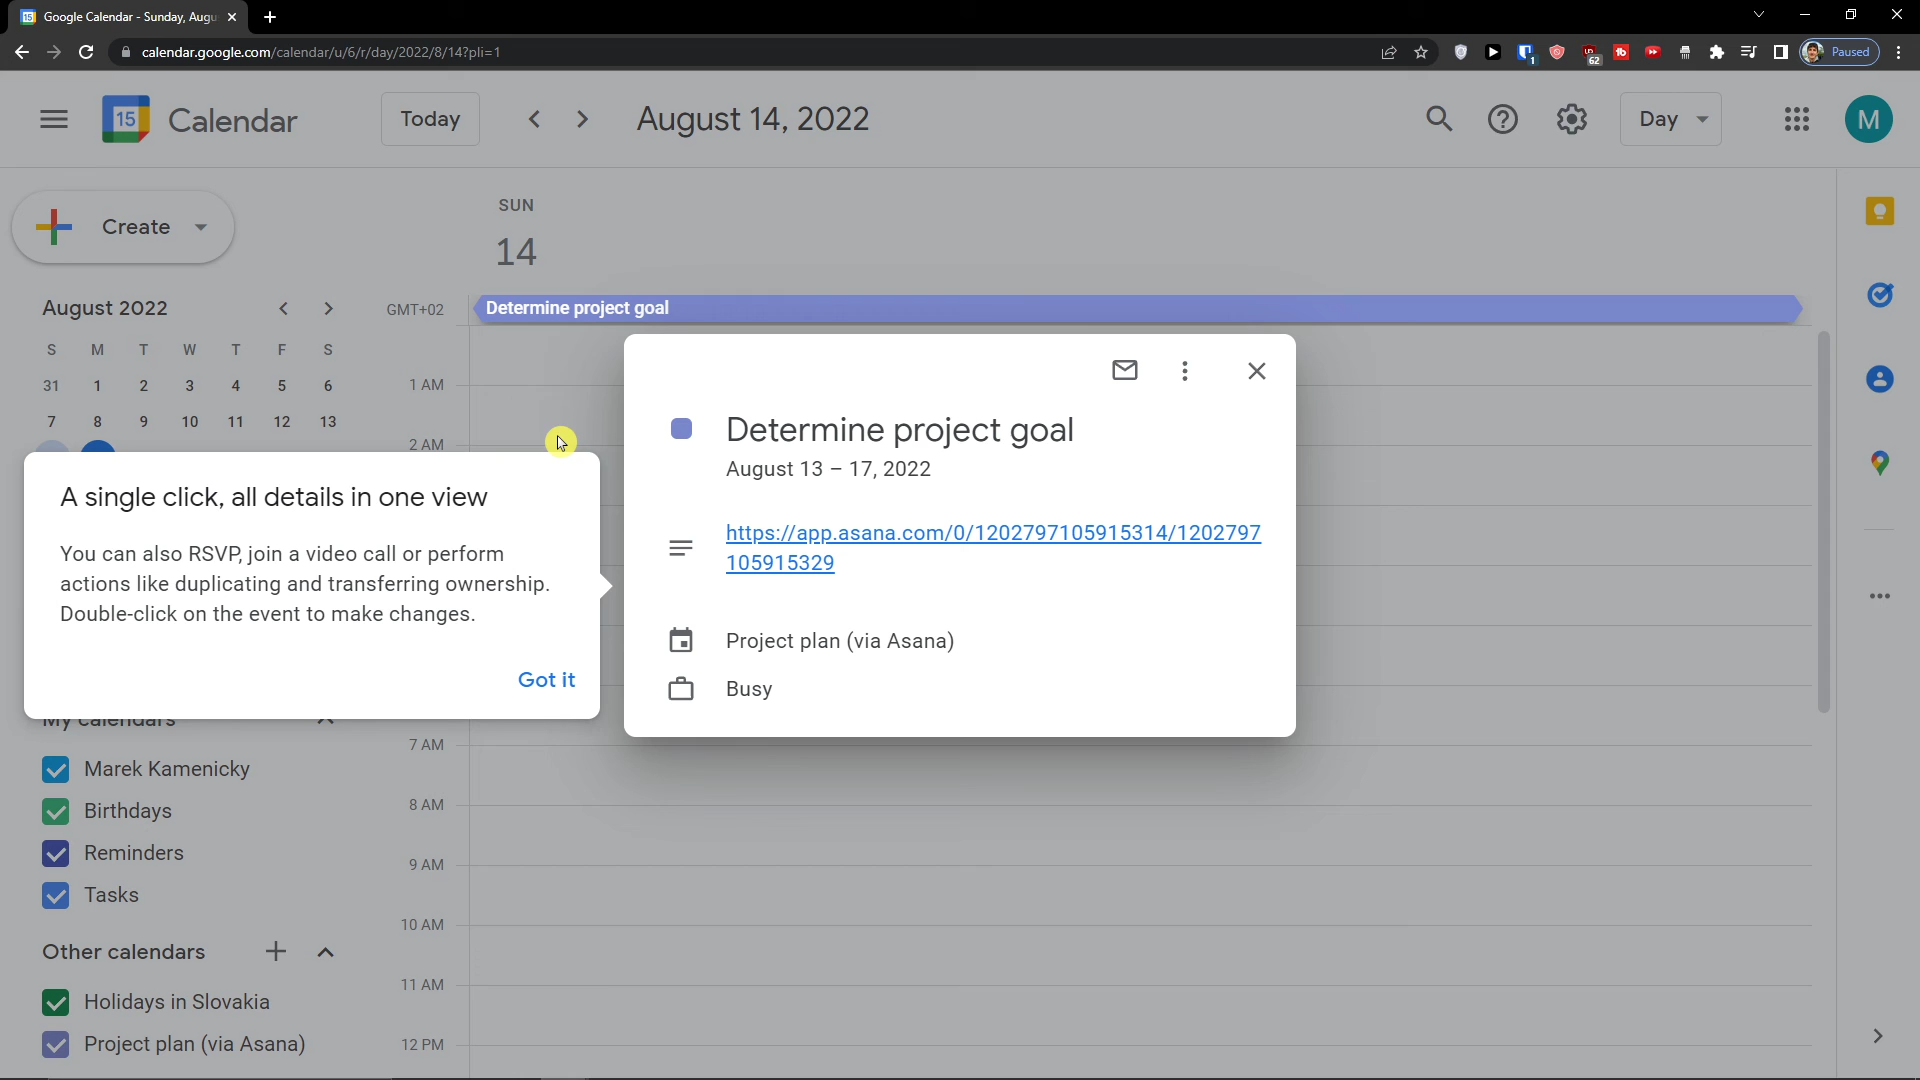 Google Calendar - Sunday, Augu
calendar.google.com/calendar/u/6/r/day/2022/8/14?pli=1
1
62
Paused
15
Calendar
Today
August 14, 2022
Day
M
Create
SUN
14
August 2022
GMT+02
Determine project goal
S M T W T F S
31 1 2 3 4 5 6
7 8 9 10 11 12 13
1 AM
2 AM
Determine project goal
August 13 – 17, 2022
https://app.asana.com/0/1202797105915314/1202797
105915329
Project plan (via Asana)
Busy
A single click, all details in one view
You can also RSVP, join a video call or perform
actions like duplicating and transferring ownership.
Double-click on the event to make changes.
Got it
My calendars
7 AM
Marek Kamenicky
8 AM
Birthdays
Reminders
9 AM
Tasks
10 AM
Other calendars
11 AM
Holidays in Slovakia
Project plan (via Asana)
12 PM